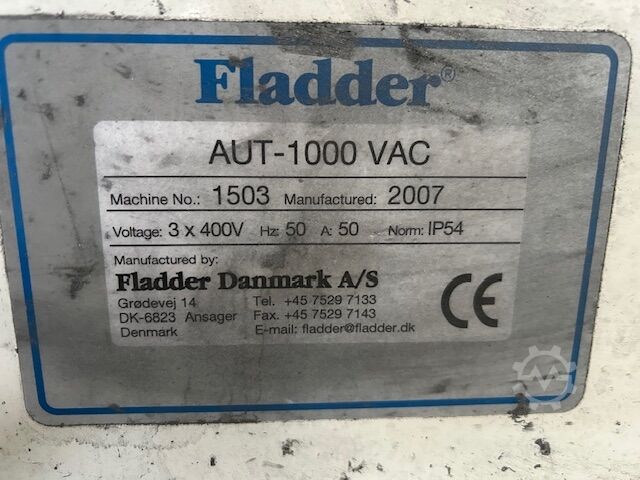 Fladder®
AUT-1000 VAC
Machine No.: 1503 Manufactured: 2007
Voltage: 3 x 400V Hz: 50 A: 50 Norm: IP54
Manufactured by:
Fladder Danmark A/S
Grødevej 14 Tel. +45 7529 7133
DK-6823 Ansager Fax. +45 7529 7143
Denmark E-mail: fladder@fladder.dk
CE